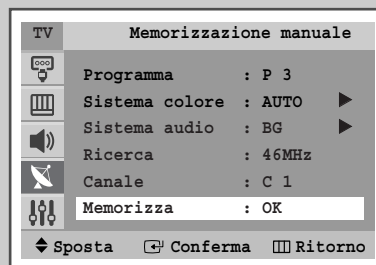 TV Memorizzazione manuale
Programma : P 3
Sistema colore : AUTO
Sistema audio : BG
Ricerca : 46MHz
Canale : C 1
Memorizza : OK
Sposta Conferma Ritorno